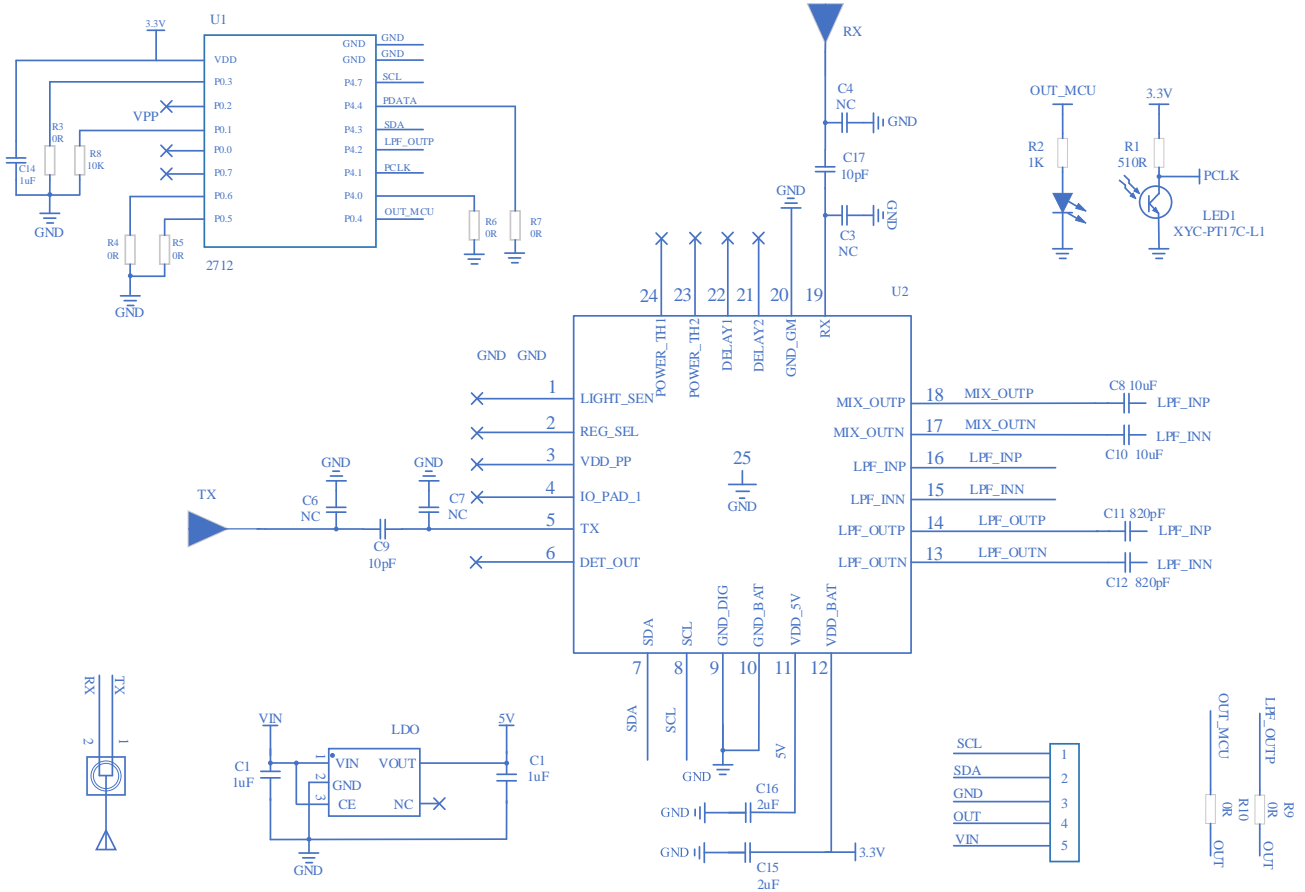 3.3V
U1
VDD
P0.3
P0.2
P0.1
P0.0
P0.7
P0.6
P0.5
GND
GND
P4.7
P4.4
P4.3
P4.2
P4.1
P4.0
P0.4
GND
GND
SCL
PDATA
SDA
LPF_OUTP
PCLK
OUT_MCU
2712
VPP
C14
1uF
R3
0R
R8
10K
GND
R4
0R
R5
0R
GND
R6
0R
R7
0R
RX
C4
NC
GND
C17
10pF
GND
C3
NC
GND
OUT_MCU
R2
1K
3.3V
R1
510R
PCLK
LED1
XYC-PT17C-L1
U2
24
23
22
21
20
19
POWER_TH1
POWER_TH2
DELAY1
DELAY2
GND_GM
RX
GND GND
1
LIGHT_SEN
2
REG_SEL
3
VDD_PP
4
IO_PAD_1
5
TX
6
DET_OUT
TX
GND
C6
NC
GND
C7
NC
C9
10pF
25
GND
MIX_OUTP
18
MIX_OUTP
C8 10uF
LPF_INP
MIX_OUTN
17
MIX_OUTN
C10 10uF
LPF_INN
LPF_INP
16
LPF_INP
LPF_INN
15
LPF_INN
LPF_OUTP
14
LPF_OUTP
C11 820pF
LPF_INP
LPF_OUTN
13
LPF_OUTN
C12 820pF
LPF_INN
SDA
SCL
GND_DIG
GND_BAT
VDD_5V
VDD_BAT
7
8
9
10
11
12
SDA
SCL
GND
5V
GND
C16
2uF
GND
C15
2uF
3.3V
RX
TX
2
1
VIN
LDO
5V
C1
1uF
1
2
3
VIN
GND
CE
VOUT
NC
C1
1uF
GND
SCL
SDA
GND
OUT
VIN
1
2
3
4
5
OUT_MCU
0R
R10
OUT
LPF_OUTP
0R
R9
OUT